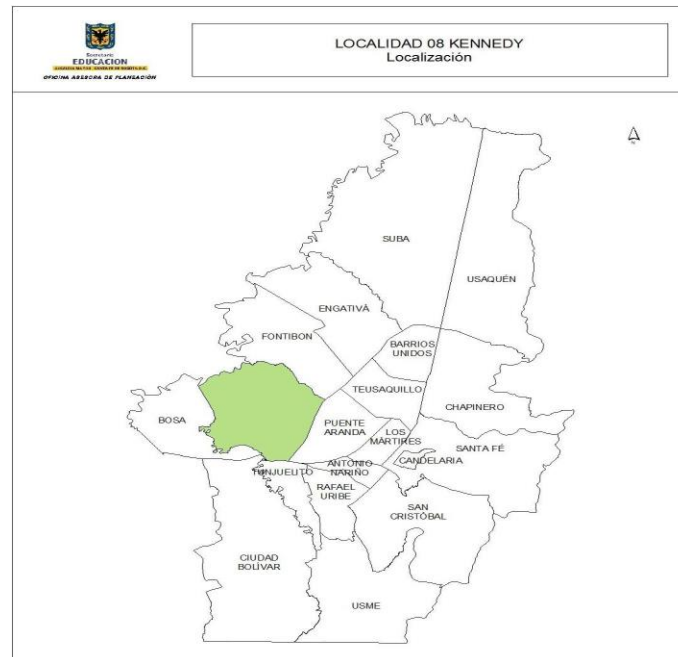 Secretaría
EDUCACION
OFICINA ASESORA DE PLANEACIÓN
LOCALIDAD 08 KENNEDY
Localización
N
SUBA
USAQUÉN
ENGATIVÁ
FONTIBON
BARRIOS
UNIDOS
TEUSAQUILLO
CHAPINERO
BOSA
PUENTE
ARANDA
LOS
MÁRTIRES
SANTA FÉ
CANDELARIA
ANTONIO
NARIÑO
TUNJUELITO
RAFAEL
URIBE
SAN
CRISTÓBAL
CIUDAD
BOLÍVAR
USME